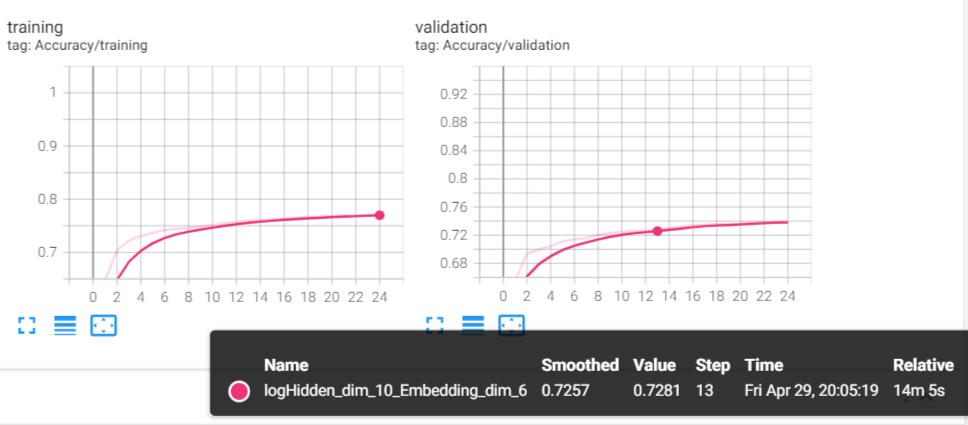 training
tag: Accuracy/training
1
0.9
0.8
0.7
0 2 4 6 8 10 12 14 16 18 20 22 24
validation
tag: Accuracy/validation
0.92
0.88
0.84
0.8
0.76
0.72
0.68
0 2 4 6 8 10 12 14 16 18 20 22 24
Name Smoothed Value Step Time Relative
logHidden_dim_10_Embedding_dim_6 0.7257 0.7281 13 Fri Apr 29, 20:05:19 14m 5s